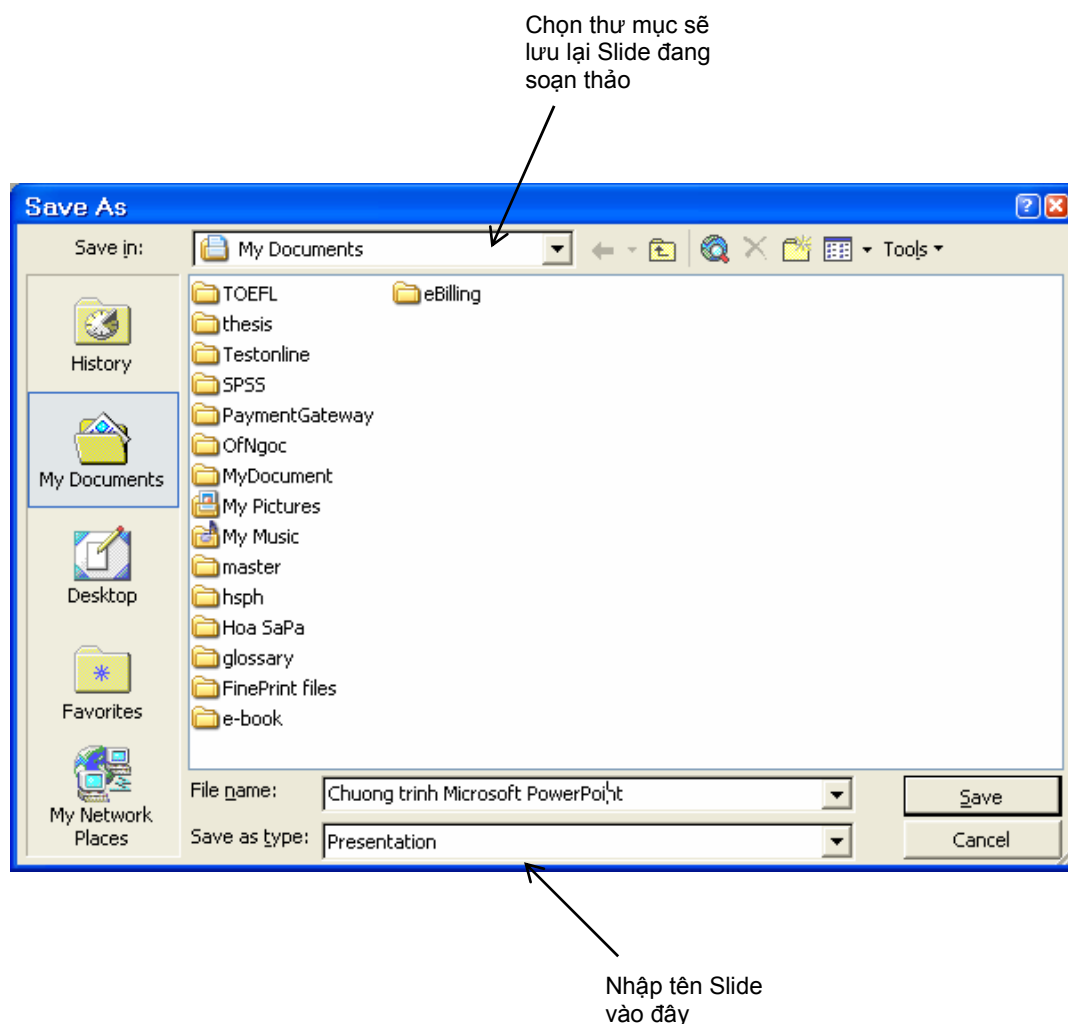 Chọn thư mục sẽ
lưu lại Slide đang
soạn thảo
Save As
Save in:
My Documents
Tools
History
My Documents
Desktop
Favorites
My Network
Places
TOEFL
eBilling
thesis
Testonline
SPSS
PaymentGateway
OfNgoc
MyDocument
My Pictures
My Music
master
hsph
Hoa SaPa
glossary
FinePrint files
e-book
File name:
Chuong trinh Microsoft PowerPoint
Save
Save as type:
Presentation
Cancel
Nhập tên Slide
vào đây